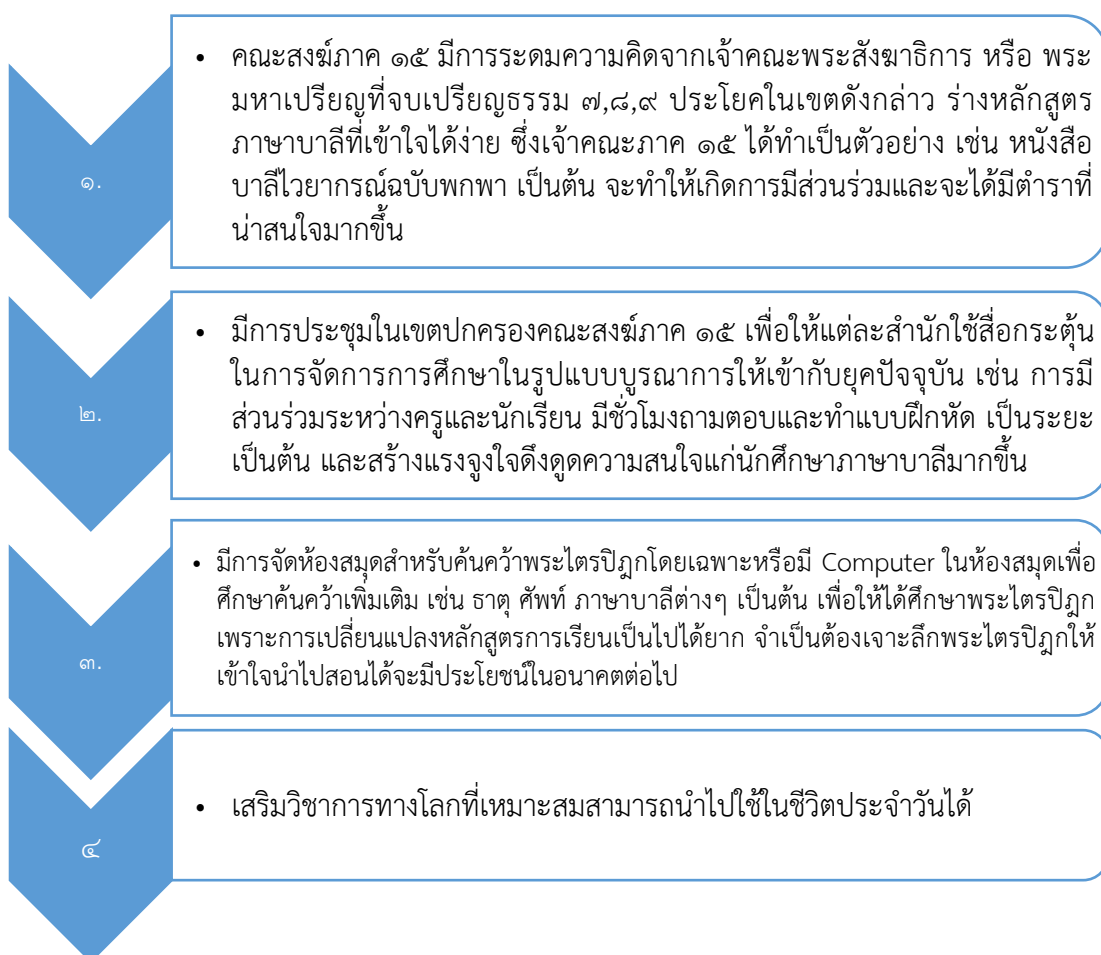 ๑.
• คณะสงฆ์ภาค ๑๕ มีการระดมความคิดจากเจ้าคณะพระสังฆาธิการ หรือ พระ
มหาเปรียญที่จบเปรียญธรรม ๗,๘,๙ ประโยคในเขตดังกล่าว ร่างหลักสูตร
ภาษาบาลีที่เข้าใจได้ง่าย ซึ่งเจ้าคณะภาค ๑๕ ได้ทำเป็นตัวอย่าง เช่น หนังสือ
บาลีไวยากรณ์ฉบับพกพา เป็นต้น จะทำให้เกิดการมีส่วนร่วมและจะได้มีตำราที่
น่าสนใจมากขึ้น
๒.
• มีการประชุมในเขตปกครองคณะสงฆ์ภาค ๑๕ เพื่อให้แต่ละสำนักใช้สื่อกระตุ้น
ในการจัดการการศึกษาในรูปแบบบูรณาการให้เข้ากับยุคปัจจุบัน เช่น การมี
ส่วนร่วมระหว่างครูและนักเรียน มีชั่วโมงถามตอบและทำแบบฝึกหัด เป็นระยะ
เป็นต้น และสร้างแรงจูงใจดึงดูดความสนใจแก่นักศึกษาภาษาบาลีมากขึ้น
๓.
• มีการจัดห้องสมุดสำหรับค้นคว้าพระไตรปิฎกโดยเฉพาะหรือมี Computer ในห้องสมุดเพื่อ
ศึกษาค้นคว้าเพิ่มเติม เช่น ธาตุ ศัพท์ ภาษาบาลีต่างๆ เป็นต้น เพื่อให้ได้ศึกษาพระไตรปิฎก
เพราะการเปลี่ยนแปลงหลักสูตรการเรียนเป็นไปได้ยาก จำเป็นต้องเจาะลึกพระไตรปิฎกให้
เข้าใจนำไปสอนได้จะมีประโยชน์ในอนาคตต่อไป
๔
• เสริมวิชาการทางโลกที่เหมาะสมสามารถนำไปใช้ในชีวิตประจำวันได้